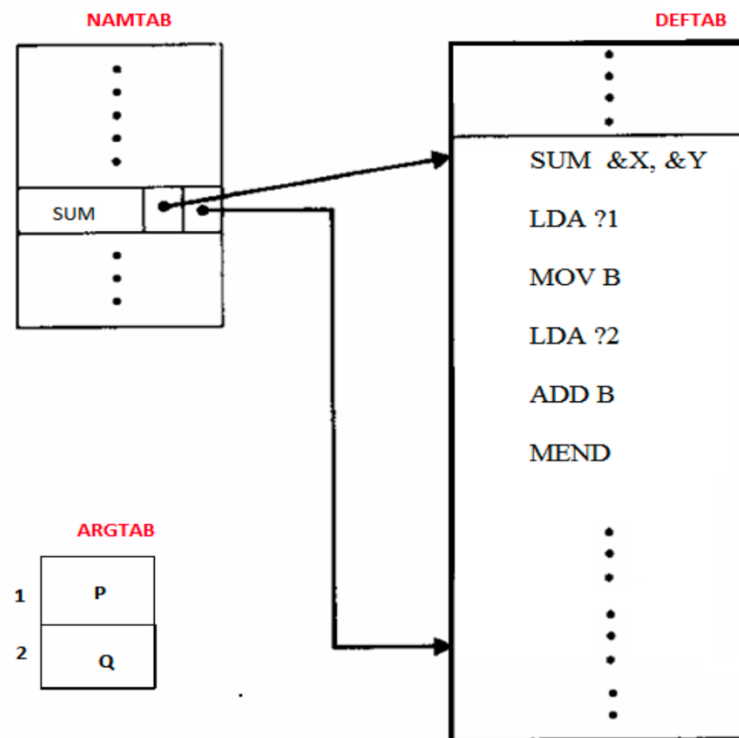 NAMTAB
SUM
DEFTAB
SUM &X, &Y
LDA ?1
MOV B
LDA ?2
ADD B
MEND
ARGTAB
1 P
2 Q